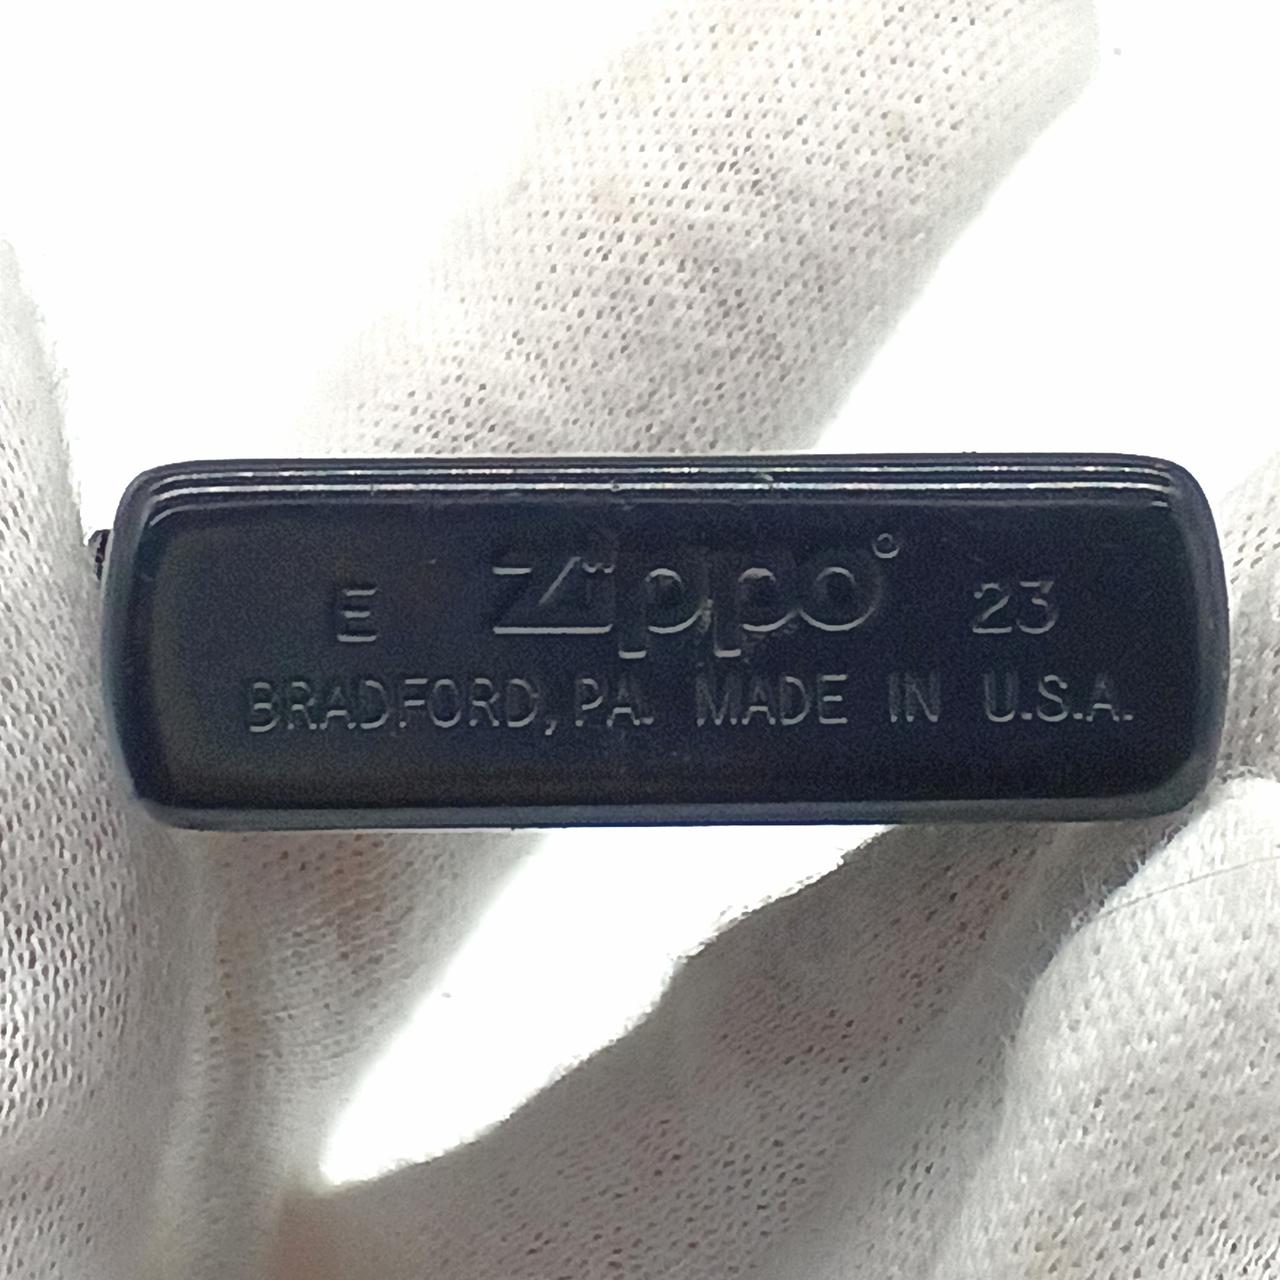 E Zippo 23
BRADFORD, PA. MADE IN U.S.A.